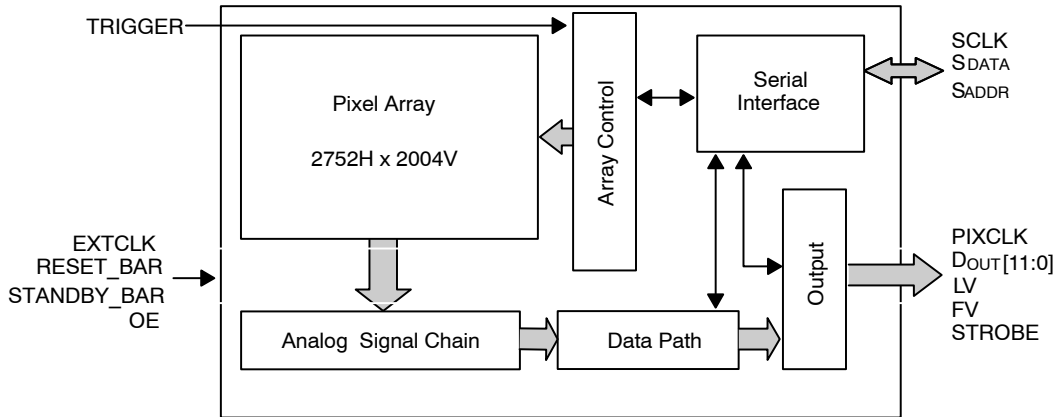 TRIGGER
Pixel Array
2752H x 2004V
Array Control
Serial
Interface
SCLK
SDATA
SADDR
EXTCLK
RESET_BAR
STANDBY_BAR
OE
Analog Signal Chain
Data Path
Output
PIXCLK
DOUT[11:0]
LV
FV
STROBE